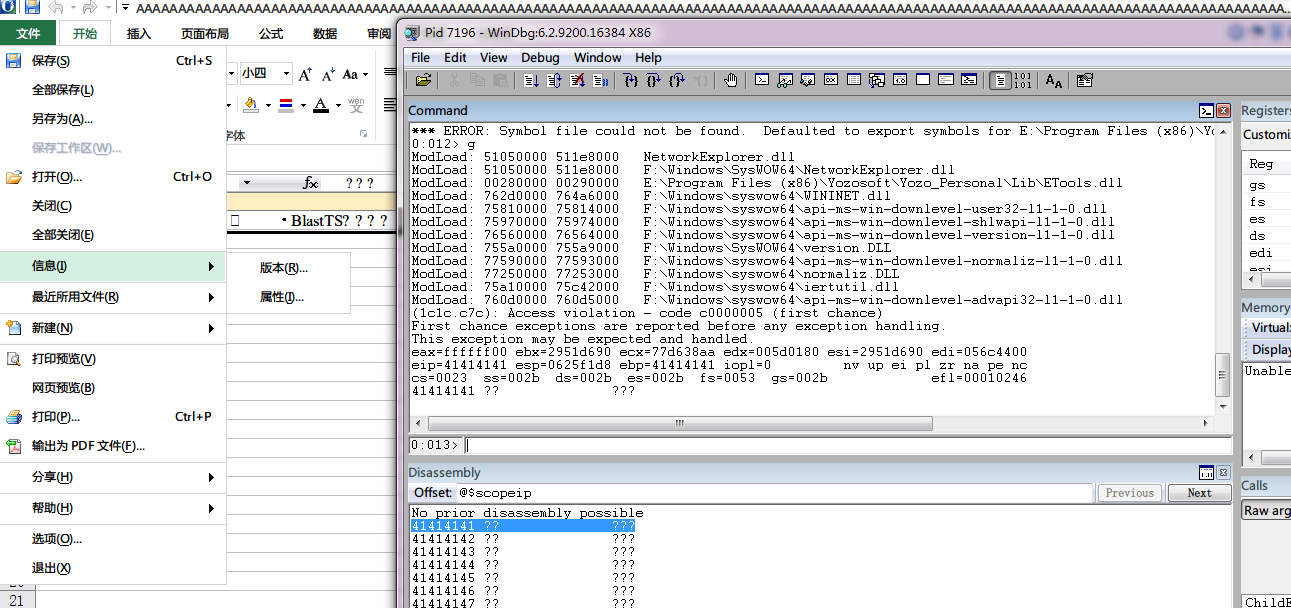 AAAAAAAAAAAAAAAAAAAAAAAAAAAAAAAAAAAAAAAAAAAAAAAAAAAAAAAAAAAAAAAAAAAAAAAAAAAAAAAAAAAAAAAAAAAAAAAAAAAAAAAAAAAAAAAAAAAAAAAAAAAA
文件 开始 插入 页面布局 公式 数据 审阅
保存(S) Ctrl+S
全部保存(L)
另存为(A)...
保存工作区(W)...
打开(O)... Ctrl+O
关闭(C)
全部关闭(E)
信息(I)
版本(R)...
属性(I)...
最近所用文件(R)
新建(N)
打印预览(V)
网页预览(B)
打印(P)... Ctrl+P
输出为 PDF 文件(F)...
分享(H)
帮助(H)
选项(O)...
退出(X)
21
小四 A A Aa
A wén 文
字体
fx ? ? ?
• BlastTS? ? ? ?
Pid 7196 - WinDbg:6.2.9200.16384 X86
File Edit View Debug Window Help
Command
*** ERROR: Symbol file could not be found.  Defaulted to export symbols for E:\Program Files (x86)\Yo
0:012> g
ModLoad: 51050000 511e8000   NetworkExplorer.dll
ModLoad: 51050000 511e8000   F:\Windows\SysWOW64\NetworkExplorer.dll
ModLoad: 00280000 00290000   E:\Program Files (x86)\Yozosoft\Yozo_Personal\Lib\ETools.dll
ModLoad: 762d0000 764a6000   F:\Windows\syswow64\WININET.dll
ModLoad: 75810000 75814000   F:\Windows\syswow64\api-ms-win-downlevel-user32-l1-1-0.dll
ModLoad: 75970000 75974000   F:\Windows\syswow64\api-ms-win-downlevel-shlwapi-l1-1-0.dll
ModLoad: 76560000 76564000   F:\Windows\syswow64\api-ms-win-downlevel-version-l1-1-0.dll
ModLoad: 755a0000 755a9000   F:\Windows\SysWOW64\version.DLL
ModLoad: 77590000 77593000   F:\Windows\syswow64\api-ms-win-downlevel-normaliz-l1-1-0.dll
ModLoad: 77250000 77253000   F:\Windows\syswow64\normaliz.DLL
ModLoad: 75a10000 75c42000   F:\Windows\syswow64\iertutil.dll
ModLoad: 760d0000 760d5000   F:\Windows\syswow64\api-ms-win-downlevel-advapi32-l1-1-0.dll
(1c1c.c7c): Access violation - code c0000005 (first chance)
First chance exceptions are reported before any exception handling.
This exception may be expected and handled.
eax=ffffff00 ebx=2951d690 ecx=77d638aa edx=005d0180 esi=2951d690 edi=056c4400
eip=41414141 esp=0625f1d8 ebp=41414141 iopl=0         nv up ei pl zr na pe nc
cs=0023  ss=002b  ds=002b  es=002b  fs=0053  gs=002b             efl=00010246
41414141 ??              ???
0:013>
Disassembly
Offset: @$scopeip Previous Next
No prior disassembly possible
41414141 ??              ???
41414142 ??              ???
41414143 ??              ???
41414144 ??              ???
41414145 ??              ???
41414146 ??              ???
41414147 ??              ???
Registers
Customi
Reg
gs
fs
es
ds
edi
esi
Memory
Virtual:
Display
Unable
Calls
Raw arg
ChildE